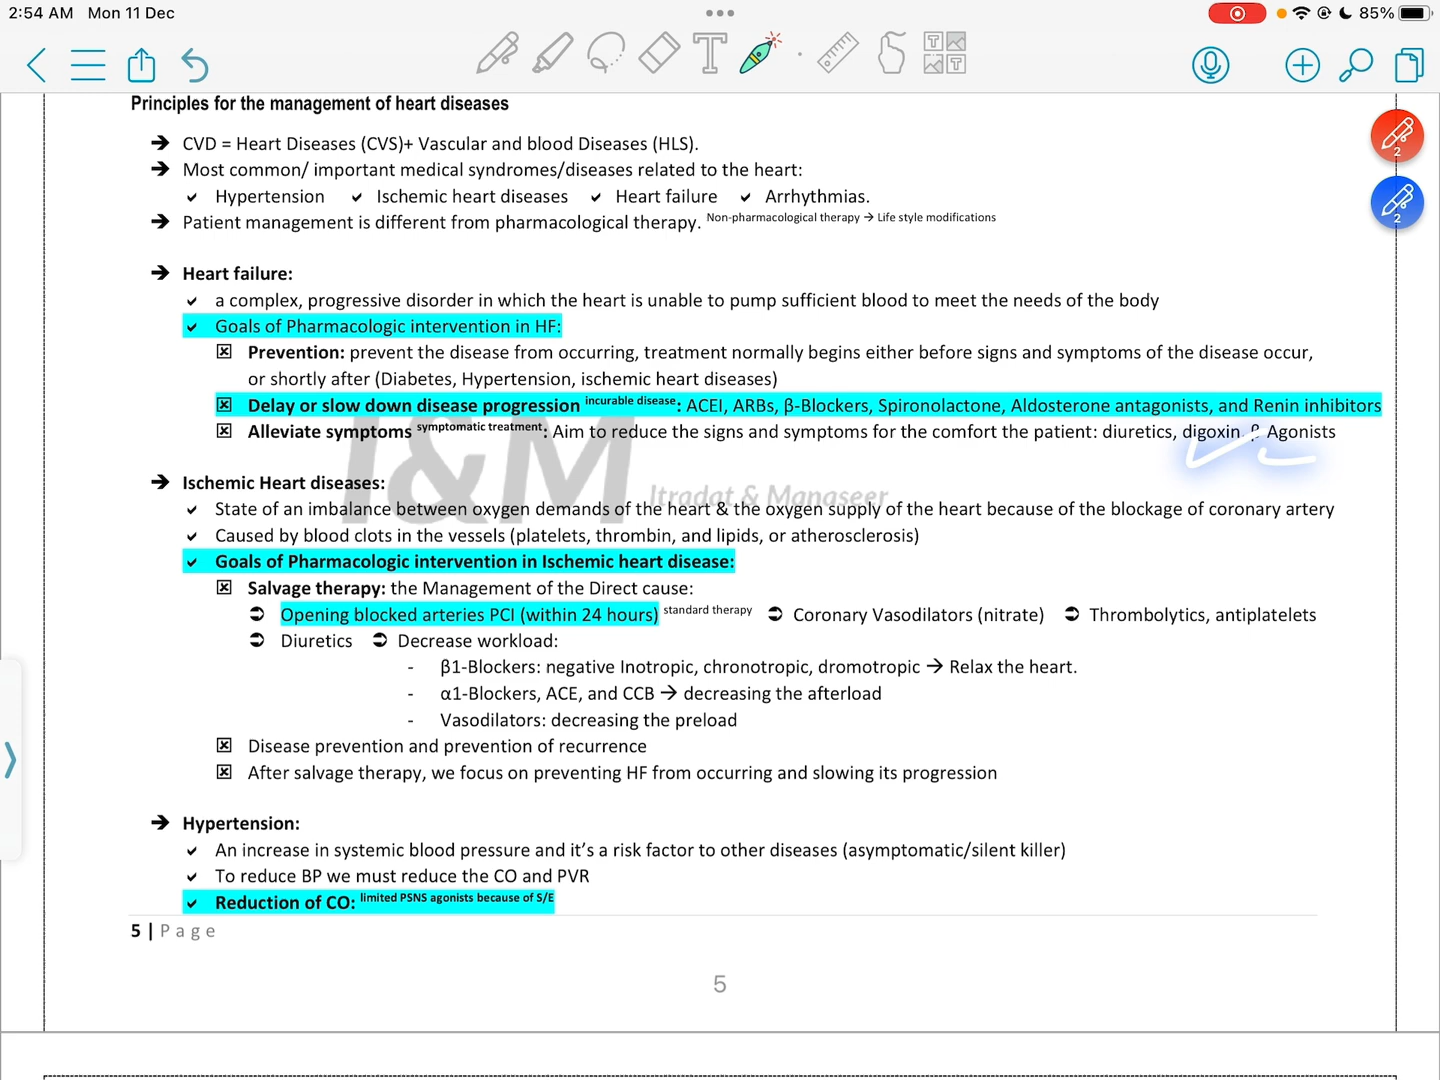 2:54 AM Mon 11 Dec
85%
Principles for the management of heart diseases
➔ CVD = Heart Diseases (CVS)+ Vascular and blood Diseases (HLS).
➔ Most common/ important medical syndromes/diseases related to the heart:
✓ Hypertension ✓ Ischemic heart diseases ✓ Heart failure ✓ Arrhythmias.
➔ Patient management is different from pharmacological therapy. Non-pharmacological therapy → Life style modifications
➔ Heart failure:
✓ a complex, progressive disorder in which the heart is unable to pump sufficient blood to meet the needs of the body
✓ Goals of Pharmacologic intervention in HF:
☒ Prevention: prevent the disease from occurring, treatment normally begins either before signs and symptoms of the disease occur,
or shortly after (Diabetes, Hypertension, ischemic heart diseases)
☒ Delay or slow down disease progression incurable disease: ACEI, ARBs, β-Blockers, Spironolactone, Aldosterone antagonists, and Renin inhibitors
☒ Alleviate symptoms symptomatic treatment: Aim to reduce the signs and symptoms for the comfort the patient: diuretics, digoxin, β Agonists
I&M
Itradat & Manaseer
➔ Ischemic Heart diseases:
✓ State of an imbalance between oxygen demands of the heart & the oxygen supply of the heart because of the blockage of coronary artery
✓ Caused by blood clots in the vessels (platelets, thrombin, and lipids, or atherosclerosis)
✓ Goals of Pharmacologic intervention in Ischemic heart disease:
☒ Salvage therapy: the Management of the Direct cause:
➲ Opening blocked arteries PCI (within 24 hours) standard therapy ➲ Coronary Vasodilators (nitrate) ➲ Thrombolytics, antiplatelets
➲ Diuretics ➲ Decrease workload:
- β1-Blockers: negative Inotropic, chronotropic, dromotropic → Relax the heart.
- α1-Blockers, ACE, and CCB → decreasing the afterload
- Vasodilators: decreasing the preload
☒ Disease prevention and prevention of recurrence
☒ After salvage therapy, we focus on preventing HF from occurring and slowing its progression
➔ Hypertension:
✓ An increase in systemic blood pressure and it's a risk factor to other diseases (asymptomatic/silent killer)
✓ To reduce BP we must reduce the CO and PVR
✓ Reduction of CO: limited PSNS agonists because of S/E
5 | Page
5
2
2